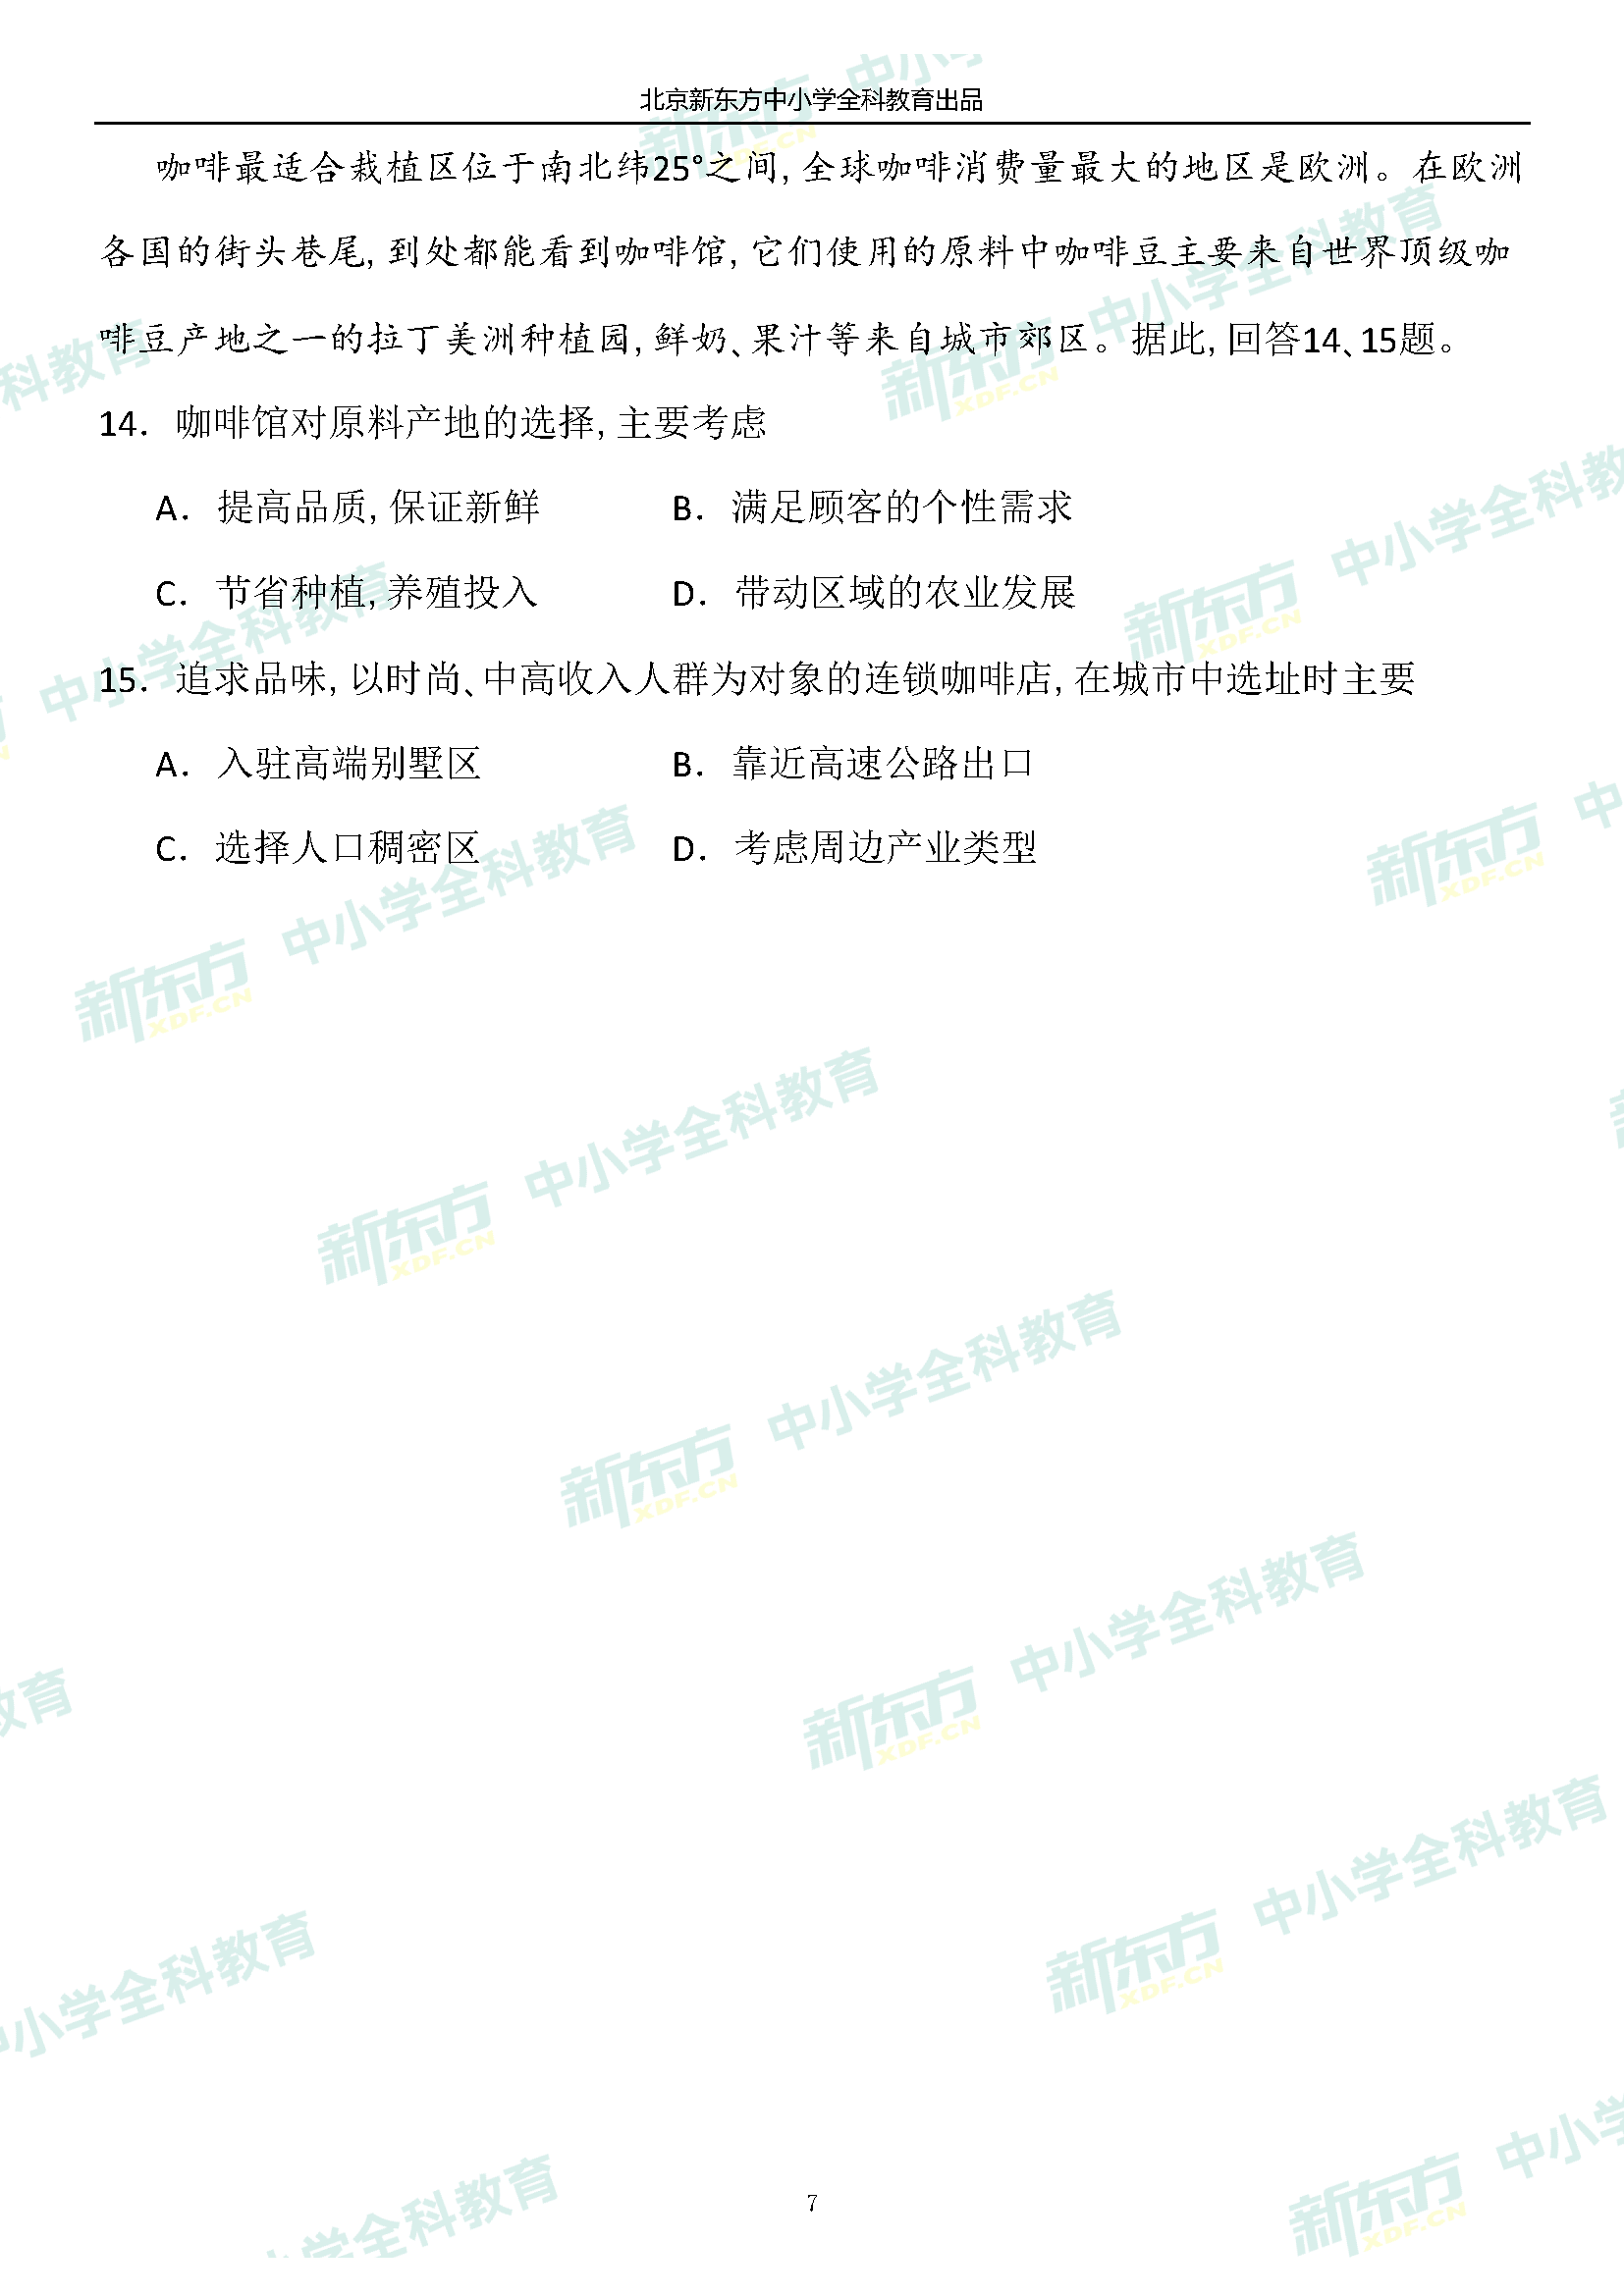 北京新东方中小学全科教育出品
咖啡最适合栽植区位于南北纬25°之间, 全球咖啡消费量最大的地区是欧洲。在欧洲
各国的街头巷尾, 到处都能看到咖啡馆, 它们使用的原料中咖啡豆主要来自世界顶级咖
啡豆产地之一的拉丁美洲种植园, 鲜奶、果汁等来自城市郊区。据此, 回答14、15题。
14. 咖啡馆对原料产地的选择, 主要考虑
A. 提高品质, 保证新鲜 B. 满足顾客的个性需求
C. 节省种植, 养殖投入 D. 带动区域的农业发展
15. 追求品味, 以时尚、中高收入人群为对象的连锁咖啡店, 在城市中选址时主要
A. 入驻高端别墅区 B. 靠近高速公路出口
C. 选择人口稠密区 D. 考虑周边产业类型
新东方 XDF.CN 中小学全科教育
7